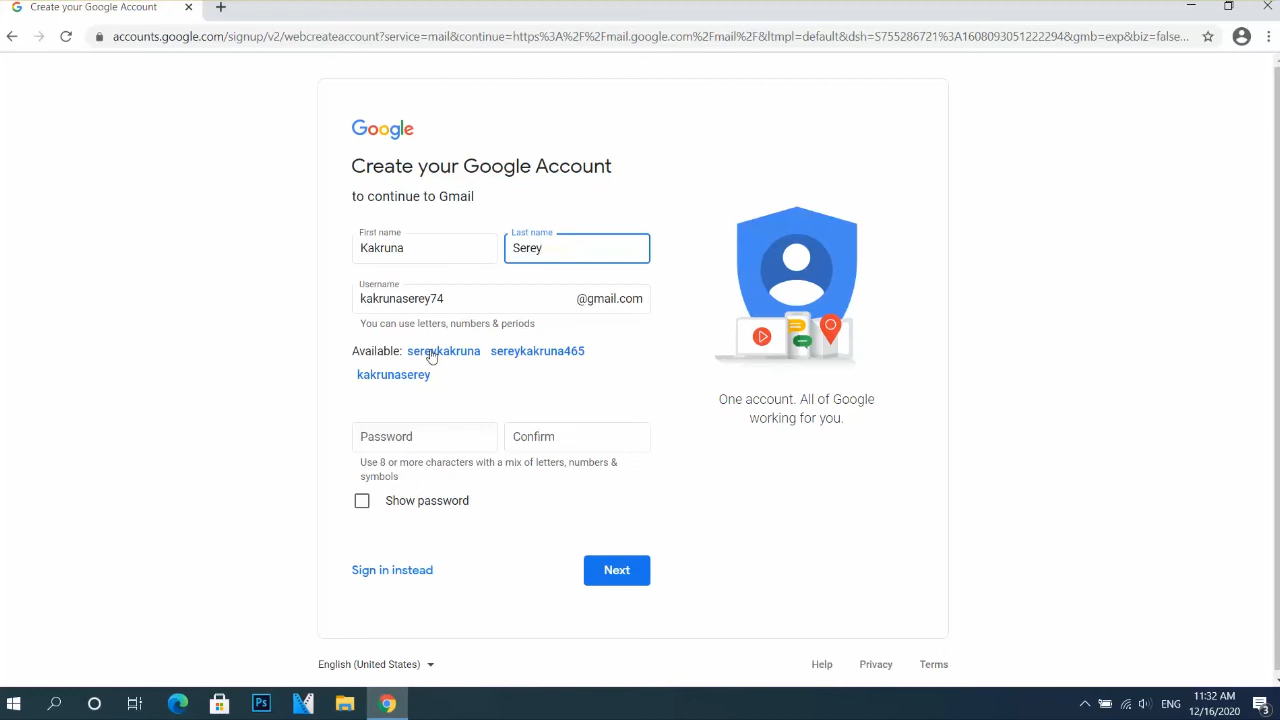 Create your Google Account
accounts.google.com/signup/v2/webcreateaccount?service=mail&continue=https%3A%2F%2Fmail.google.com%2Fmail%2F&ltmpl=default&dsh=S755286721%3A1608093051222294&gmb=exp&biz=false...
Google
Create your Google Account
to continue to Gmail
First name
Last name
Kakruna
Serey
Username
kakrunaserey74
@gmail.com
You can use letters, numbers & periods
Available: sereykakruna sereykakruna465
kakrunaserey
Password
Confirm
Use 8 or more characters with a mix of letters, numbers &
symbols
Show password
Sign in instead
Next
One account. All of Google
working for you.
English (United States)
Help
Privacy
Terms
Ps
ENG
11:32 AM
12/16/2020
3